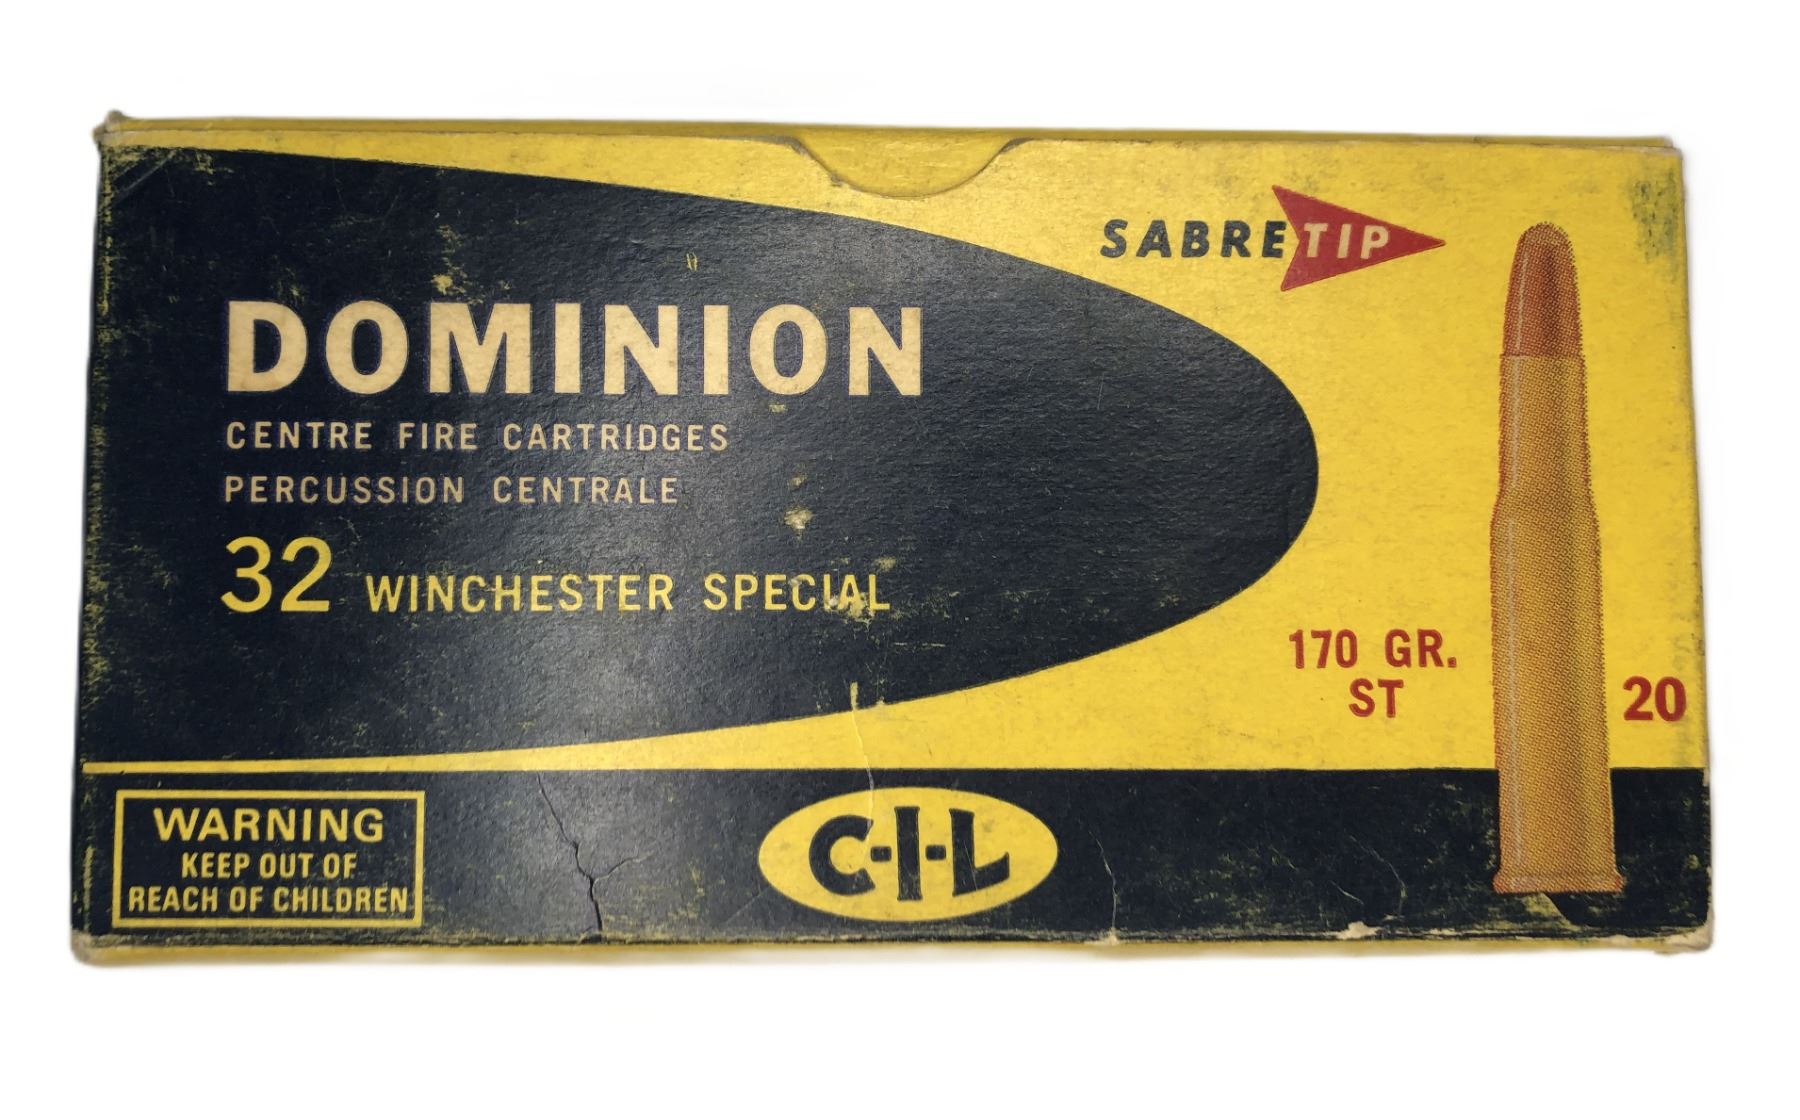 SABRETIP
DOMINION
CENTRE FIRE CARTRIDGES
PERCUSSION CENTRALE
32 WINCHESTER SPECIAL
170 GR.
ST
20
WARNING
KEEP OUT OF
REACH OF CHILDREN
C-I-L